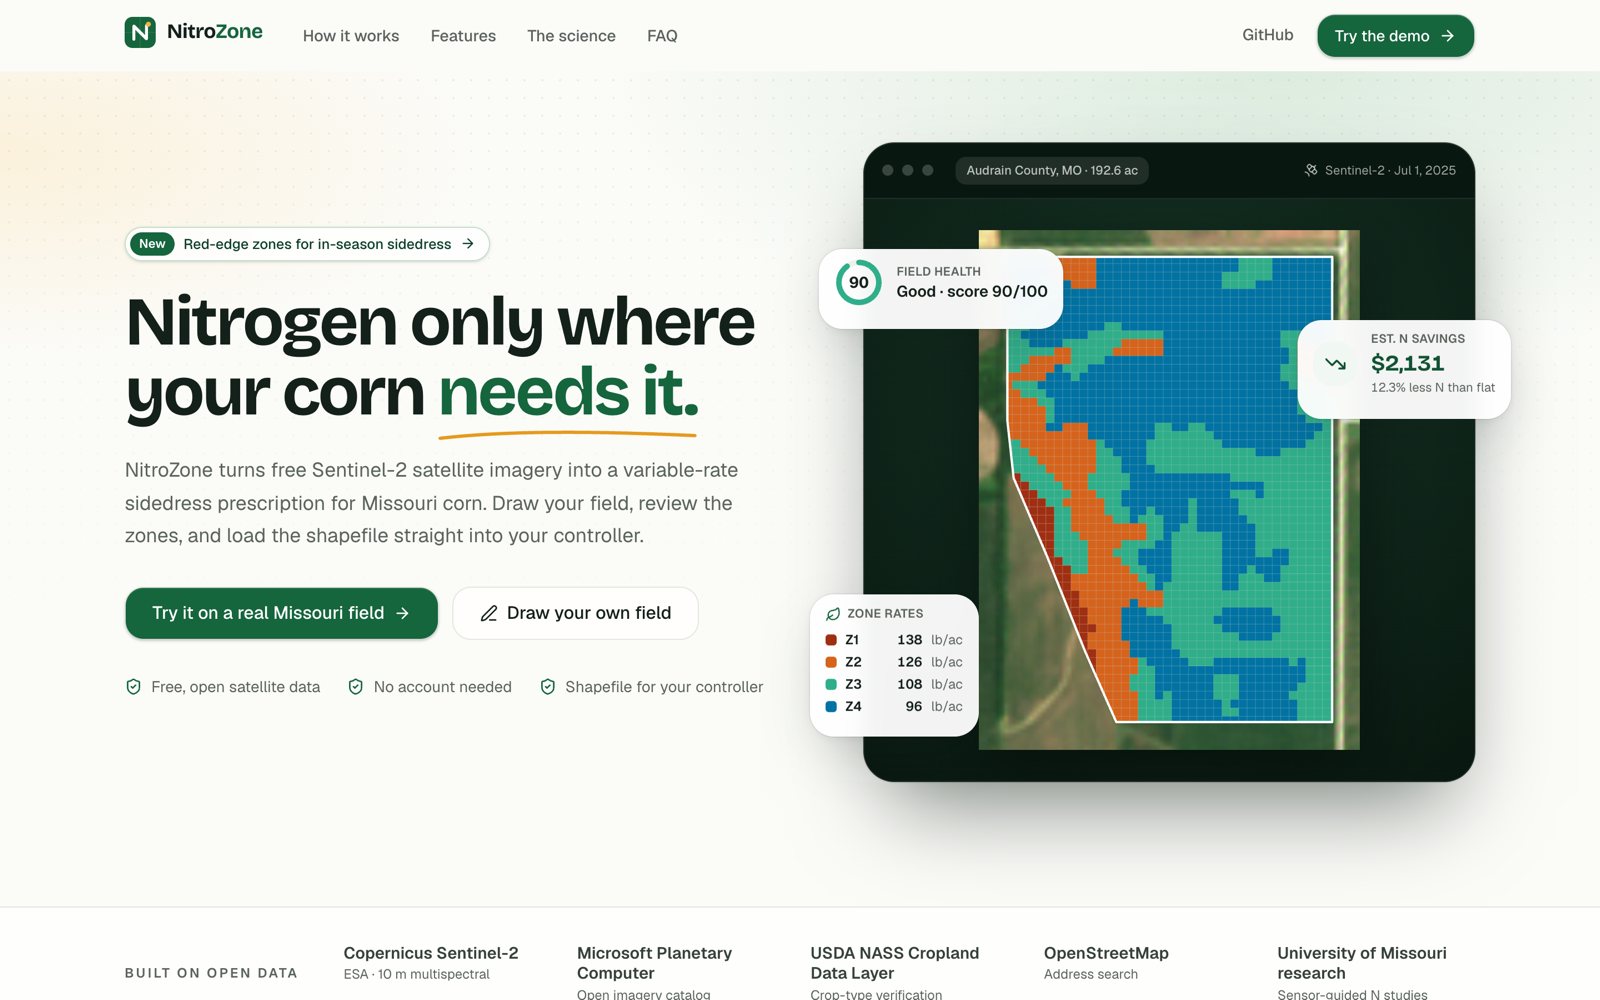 NitroZone
How it works
Features
The science
FAQ
GitHub
Try the demo
New
Red-edge zones for in-season sidedress
Nitrogen only where
your corn needs it.
NitroZone turns free Sentinel-2 satellite imagery into a variable-rate
sidedress prescription for Missouri corn. Draw your field, review the
zones, and load the shapefile straight into your controller.
Try it on a real Missouri field
Draw your own field
Free, open satellite data
No account needed
Shapefile for your controller
Audrain County, MO · 192.6 ac
Sentinel-2 · Jul 1, 2025
90
FIELD HEALTH
Good · score 90/100
EST. N SAVINGS
$2,131
12.3% less N than flat
ZONE RATES
Z1 138 lb/ac
Z2 126 lb/ac
Z3 108 lb/ac
Z4 96 lb/ac
BUILT ON OPEN DATA
Copernicus Sentinel-2
ESA · 10 m multispectral
Microsoft Planetary
Computer
Open imagery catalog
USDA NASS Cropland
Data Layer
Crop-type verification
OpenStreetMap
Address search
University of Missouri
research
Sensor-guided N studies